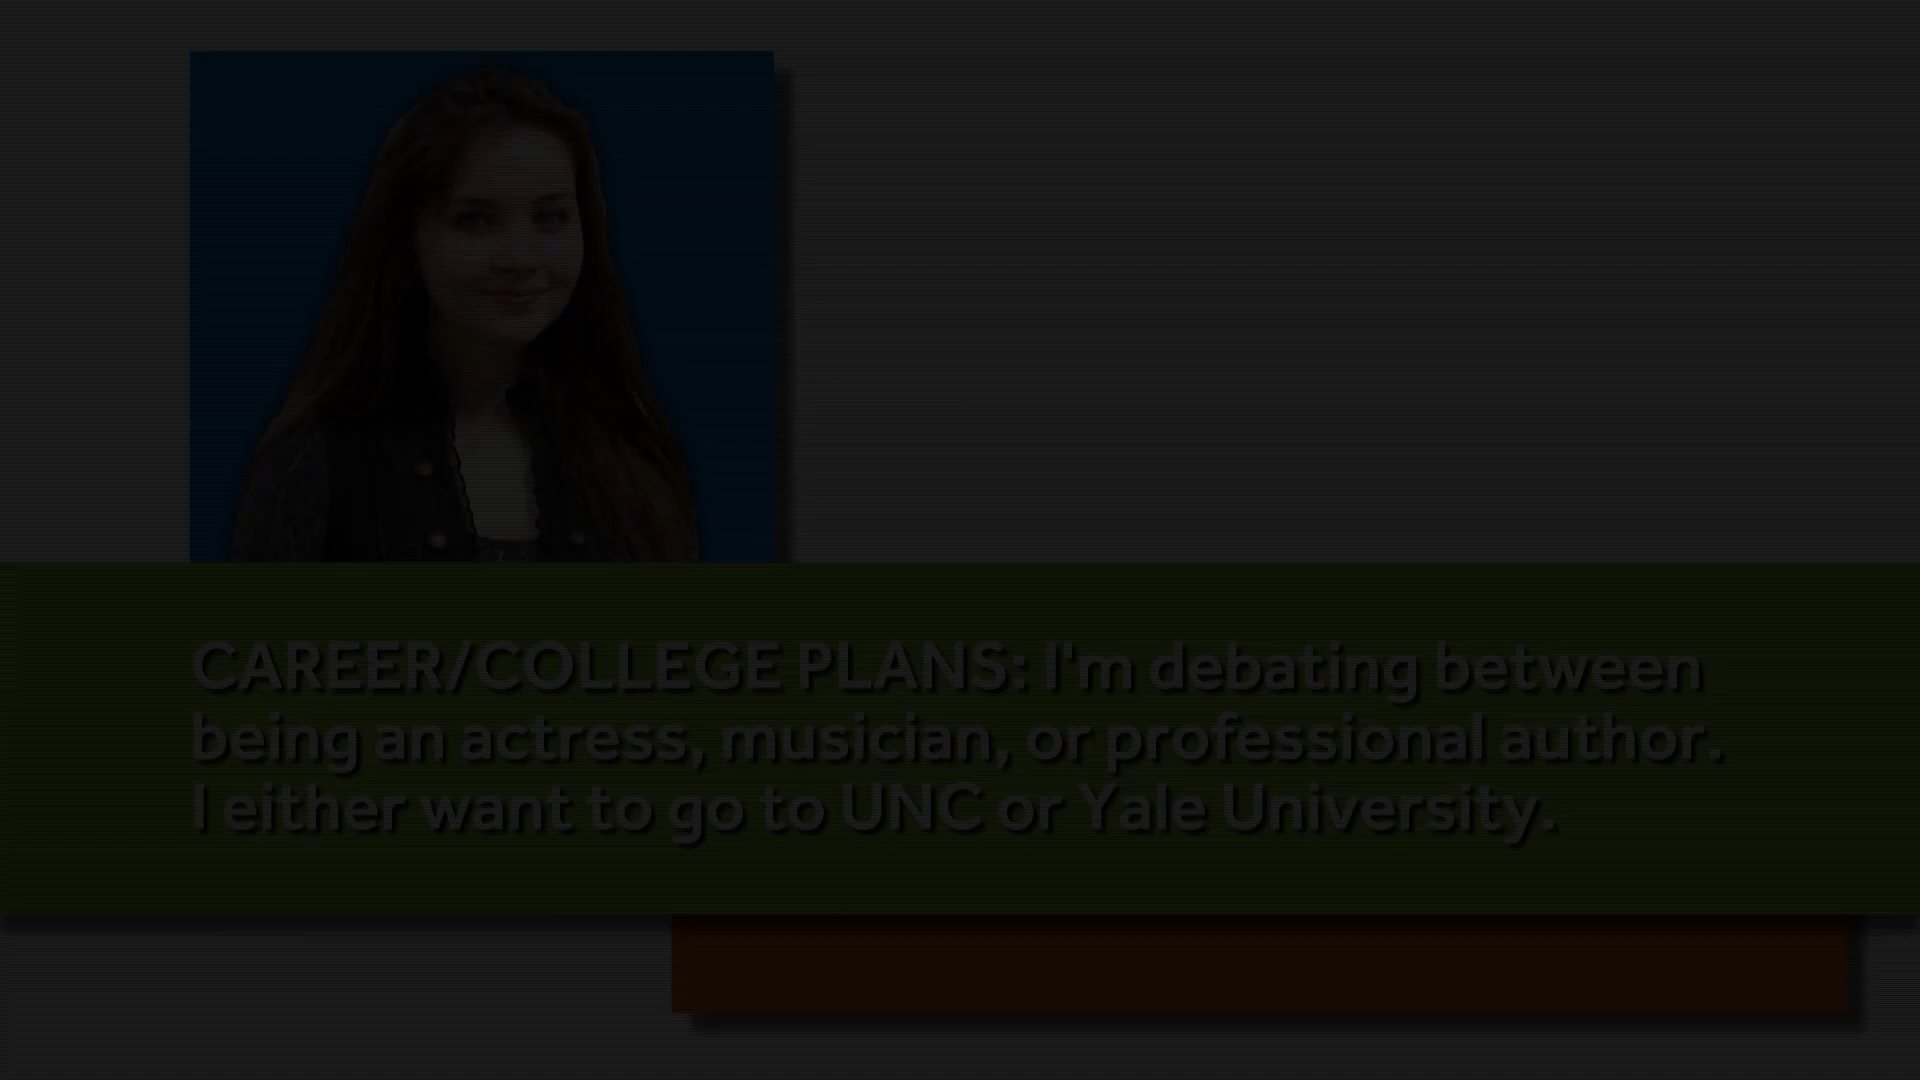 CAREER/COLLEGE PLANS: I'm debating between
being an actress, musician, or professional author.
I either want to go to UNC or Yale University.